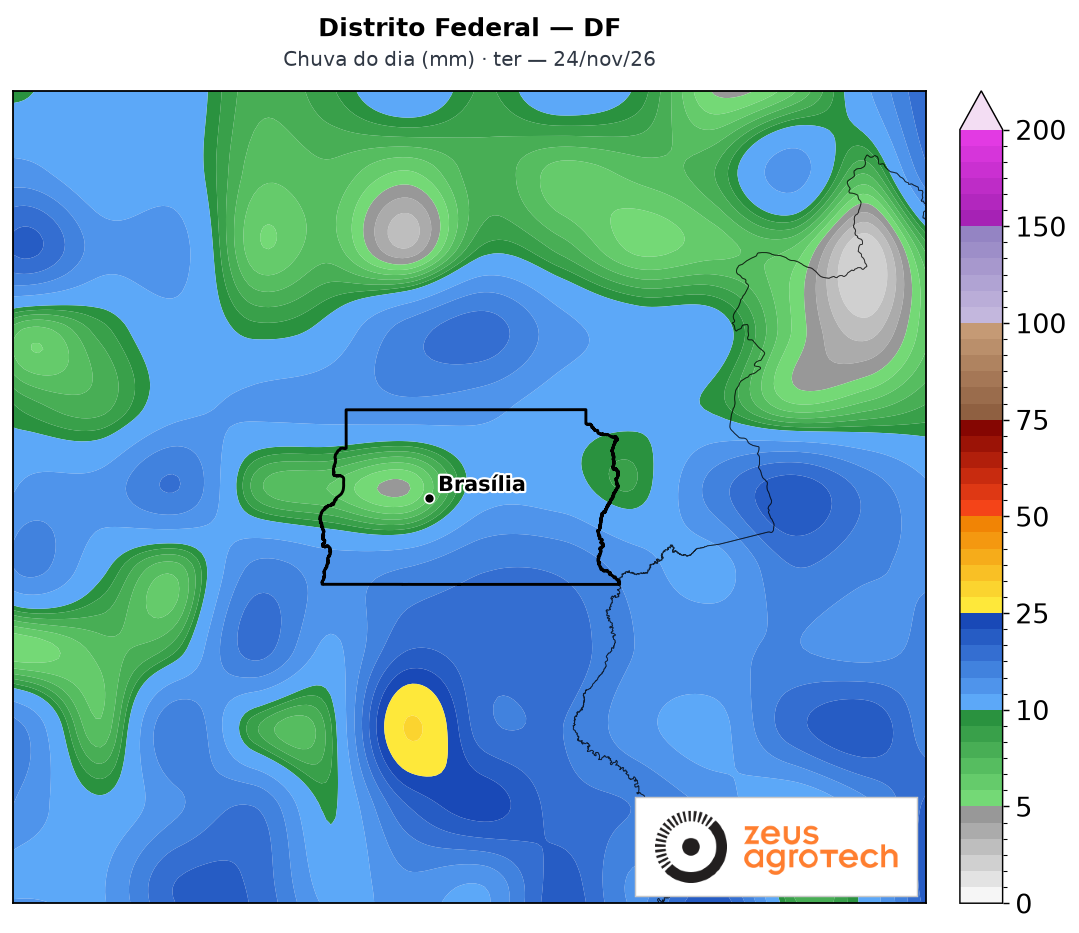 Distrito Federal — DF
Chuva do dia (mm) · ter — 24/nov/26
200
150
100
75
50
25
10
5
0
Brasília
zeus
agrotech